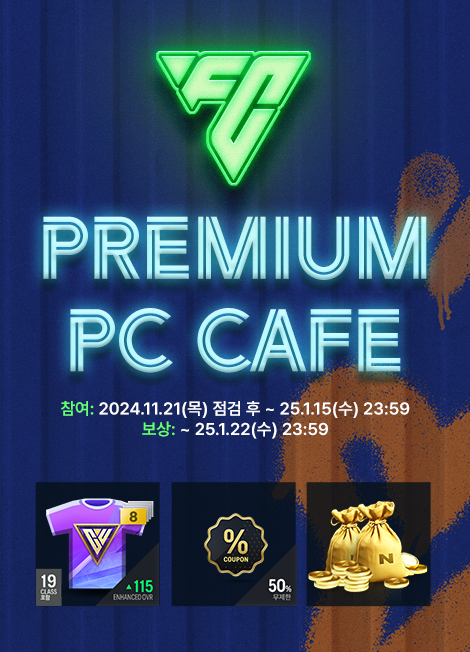 FC
PREMIUM
PC CAFE
참여: 2024.11.21(목) 점검 후 ~ 25.1.15(수) 23:59
보상: ~ 25.1.22(수) 23:59
8
19
CLASS
포함
▲115
ENHANCED OVR
%
COUPON
50%
무제한
N